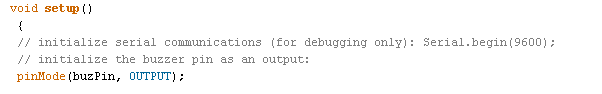 void setup()
{
// initialize serial communications (for debugging only): Serial.begin(9600);
// initialize the buzzer pin as an output:
pinMode(buzPin, OUTPUT);